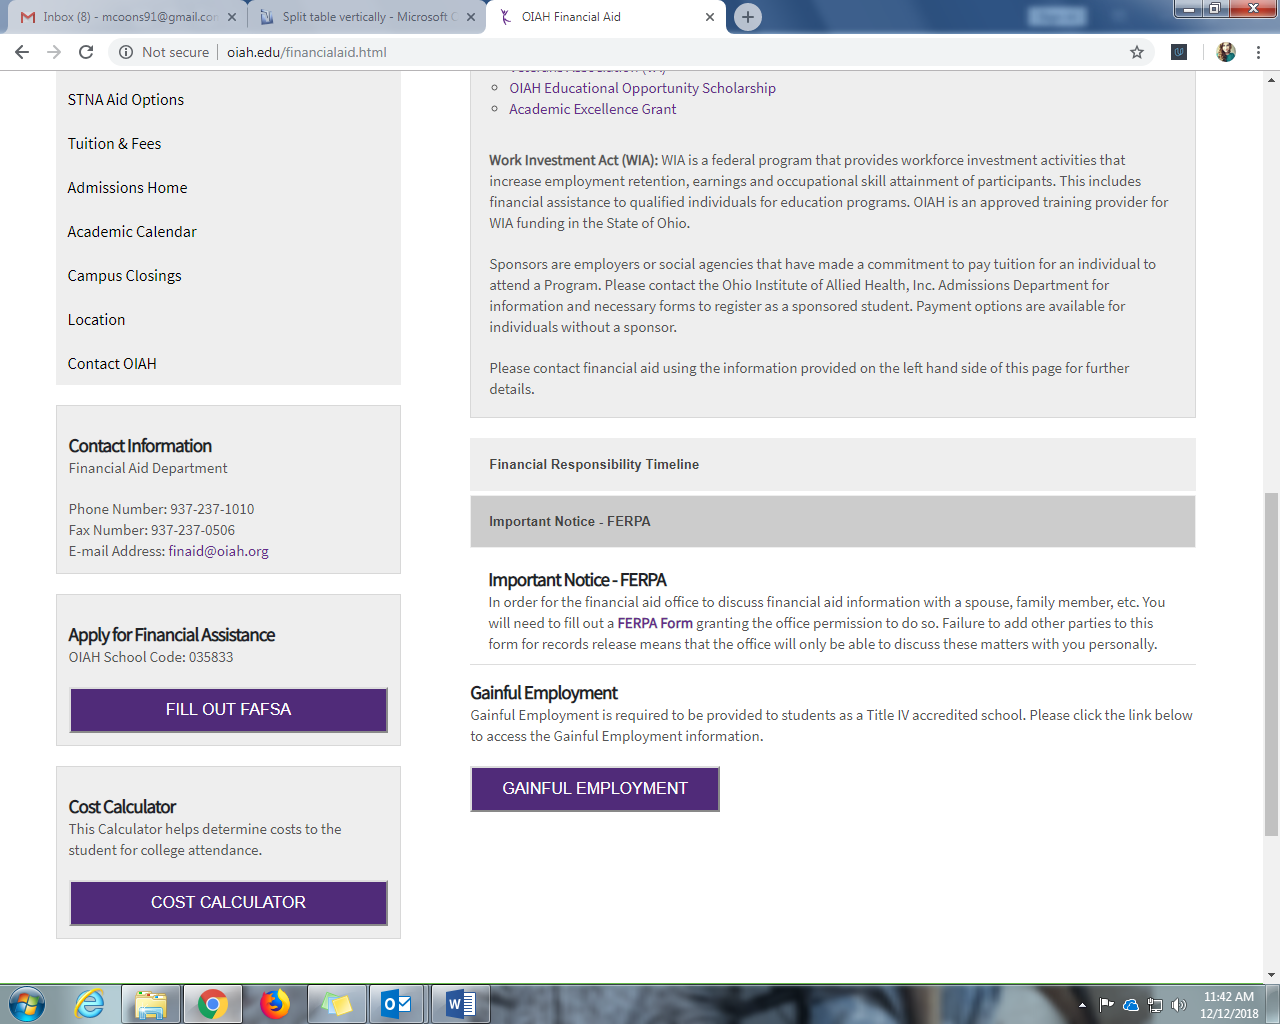 Inbox (8) - mcoons91@gmail.con
Split table vertically - Microsoft C
OIAH Financial Aid
Not secure
oiah.edu/financialaid.html
STNA Aid Options
Tuition & Fees
Admissions Home
Academic Calendar
Campus Closings
Location
Contact OIAH
Contact Information
Financial Aid Department
Phone Number: 937-237-1010
Fax Number: 937-237-0506
E-mail Address: finaid@oiah.org
Apply for Financial Assistance
OIAH School Code: 035833
FILL OUT FAFSA
Cost Calculator
This Calculator helps determine costs to the
student for college attendance.
COST CALCULATOR
OIAH Educational Opportunity Scholarship
Academic Excellence Grant
Work Investment Act (WIA): WIA is a federal program that provides workforce investment activities that
increase employment retention, earnings and occupational skill attainment of participants. This includes
financial assistance to qualified individuals for education programs. OIAH is an approved training provider for
WIA funding in the State of Ohio.
Sponsors are employers or social agencies that have made a commitment to pay tuition for an individual to
attend a Program. Please contact the Ohio Institute of Allied Health, Inc. Admissions Department for
information and necessary forms to register as a sponsored student. Payment options are available for
individuals without a sponsor.
Please contact financial aid using the information provided on the left hand side of this page for further
details.
Financial Responsibility Timeline
Important Notice - FERPA
Important Notice - FERPA
In order for the financial aid office to discuss financial aid information with a spouse, family member, etc. You
will need to fill out a FERPA Form granting the office permission to do so. Failure to add other parties to this
form for records release means that the office will only be able to discuss these matters with you personally.
Gainful Employment
Gainful Employment is required to be provided to students as a Title IV accredited school. Please click the link below
to access the Gainful Employment information.
GAINFUL EMPLOYMENT
11:42 AM
12/12/2018